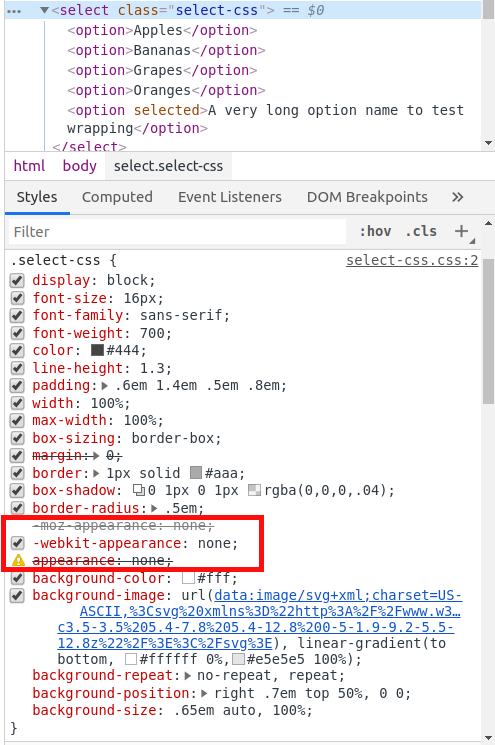 <select class="select-css"> == $0
<option>Apples</option>
<option>Bananas</option>
<option>Grapes</option>
<option>Oranges</option>
<option selected>A very long option name to test
wrapping</option>
</select>
html body select.select-css
Styles Computed Event Listeners DOM Breakpoints »
Filter :hov .cls +
.select-css { select-css.css:2
display: block;
font-size: 16px;
font-family: sans-serif;
font-weight: 700;
color: #444;
line-height: 1.3;
padding: .6em 1.4em .5em .8em;
width: 100%;
max-width: 100%;
box-sizing: border-box;
margin: 0;
border: 1px solid #aaa;
box-shadow: 0 1px 0 1px rgba(0,0,0,.04);
border-radius: .5em;
-moz-appearance: none;
-webkit-appearance: none;
appearance: none;
background-color: #fff;
background-image: url(data:image/svg+xml;charset=US-
ASCII,%3Csvg%20xmlns%3D%22http%3A%2F%2Fwww.w3…
c3.5-3.5%205.4-7.8%205.4-12.8%200-5-1.9-9.2-5.5-
12.8z%22%2F%3E%3C%2Fsvg%3E), linear-gradient(to
bottom, #ffffff 0%, #e5e5e5 100%);
background-repeat: no-repeat, repeat;
background-position: right .7em top 50%, 0 0;
background-size: .65em auto, 100%;
}